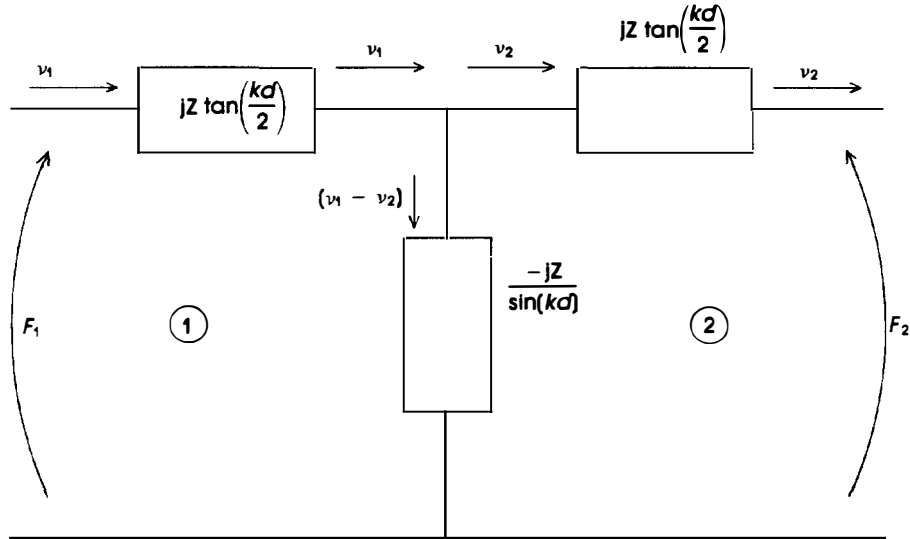 jZ tan(kd/2)
ν₁
ν₁
ν₂
ν₂
jZ tan(kd/2)
(ν₁ − ν₂)
−jZ/sin(kd)
F₁
1
2
F₂